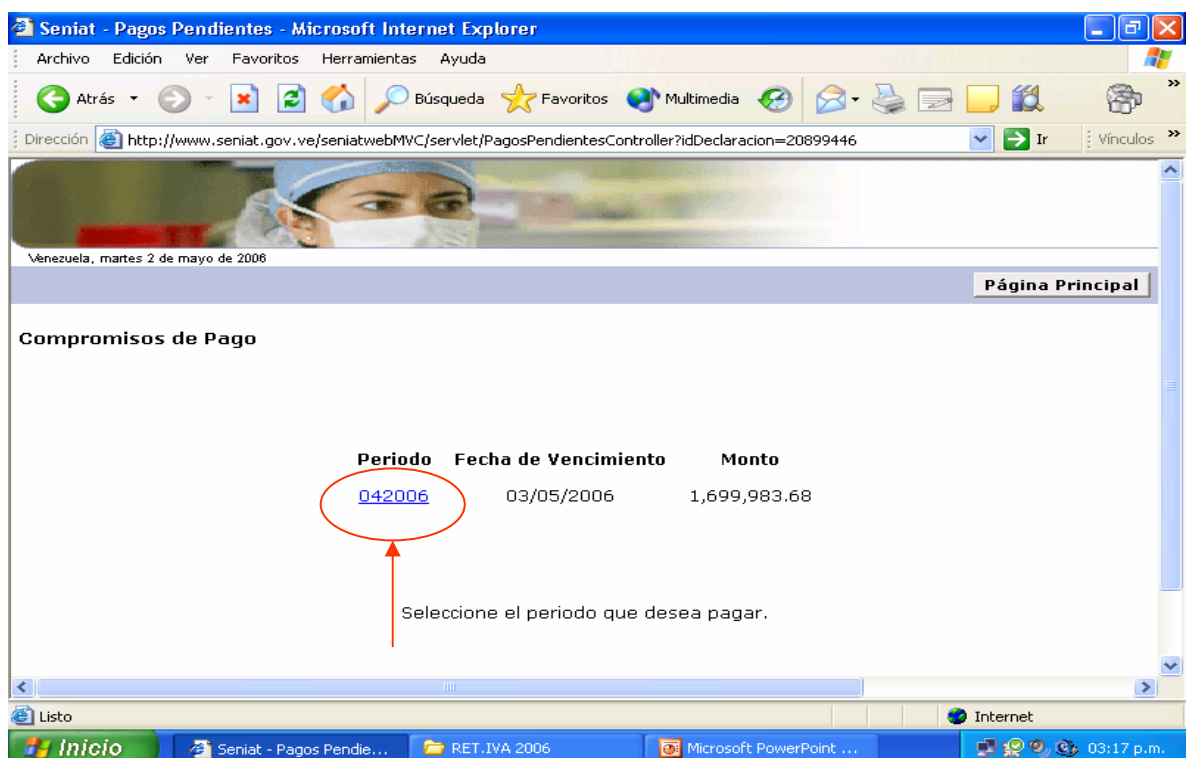 Seniat - Pagos Pendientes - Microsoft Internet Explorer
Archivo Edición Ver Favoritos Herramientas Ayuda
Atrás Búsqueda Favoritos Multimedia »
Dirección http://www.seniat.gov.ve/seniatwebMVC/servlet/PagosPendientesController?idDeclaracion=20899446 Ir Vínculos »
Venezuela, martes 2 de mayo de 2006
Página Principal
Compromisos de Pago
Periodo Fecha de Vencimiento Monto
042006 03/05/2006 1,699,983.68
Seleccione el periodo que desea pagar.
Listo Internet
Inicio Seniat - Pagos Pendie... RET.IVA 2006 Microsoft PowerPoint ... 03:17 p.m.